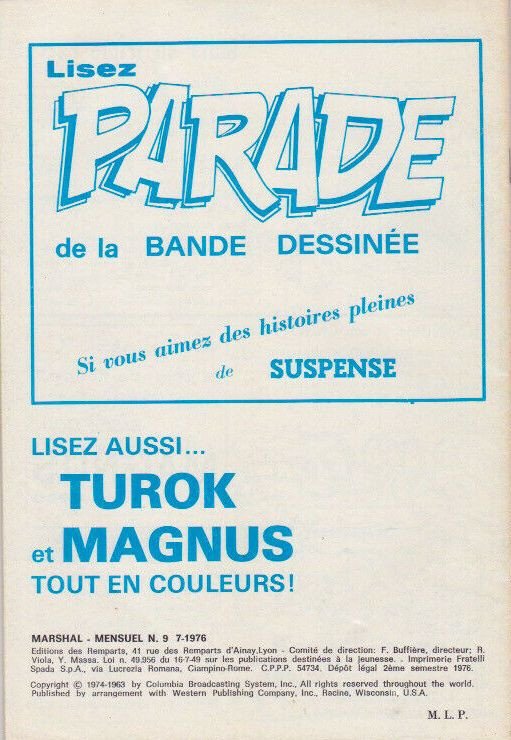 Lisez
PARADE
de la BANDE DESSINÉE
Si vous aimez des histoires pleines
de SUSPENSE
LISEZ AUSSI...
TUROK
et MAGNUS
TOUT EN COULEURS!
MARSHAL - MENSUEL N. 9 7-1976
Editions des Remparts, 41 rue des Remparts d'Ainay,Lyon - Comité de direction: F. Buffière, directeur; R.
Viola, Y. Massa. Loi n. 49.956 du 16-7-49 sur les publications destinées à la jeunesse. - Imprimerie Fratelli
Spada S.p.A., via Lucrezia Romana, Ciampino-Rome. C.P.P.P. 54734. Dépôt légal 2ème semestre 1976.
Copyright © 1974-1963 by Columbia Broadcasting System, Inc., All rights reserved throughout the world.
Published by arrangement with Western Publishing Company, Inc., Racine, Wisconsin, U.S.A.
M. L. P.